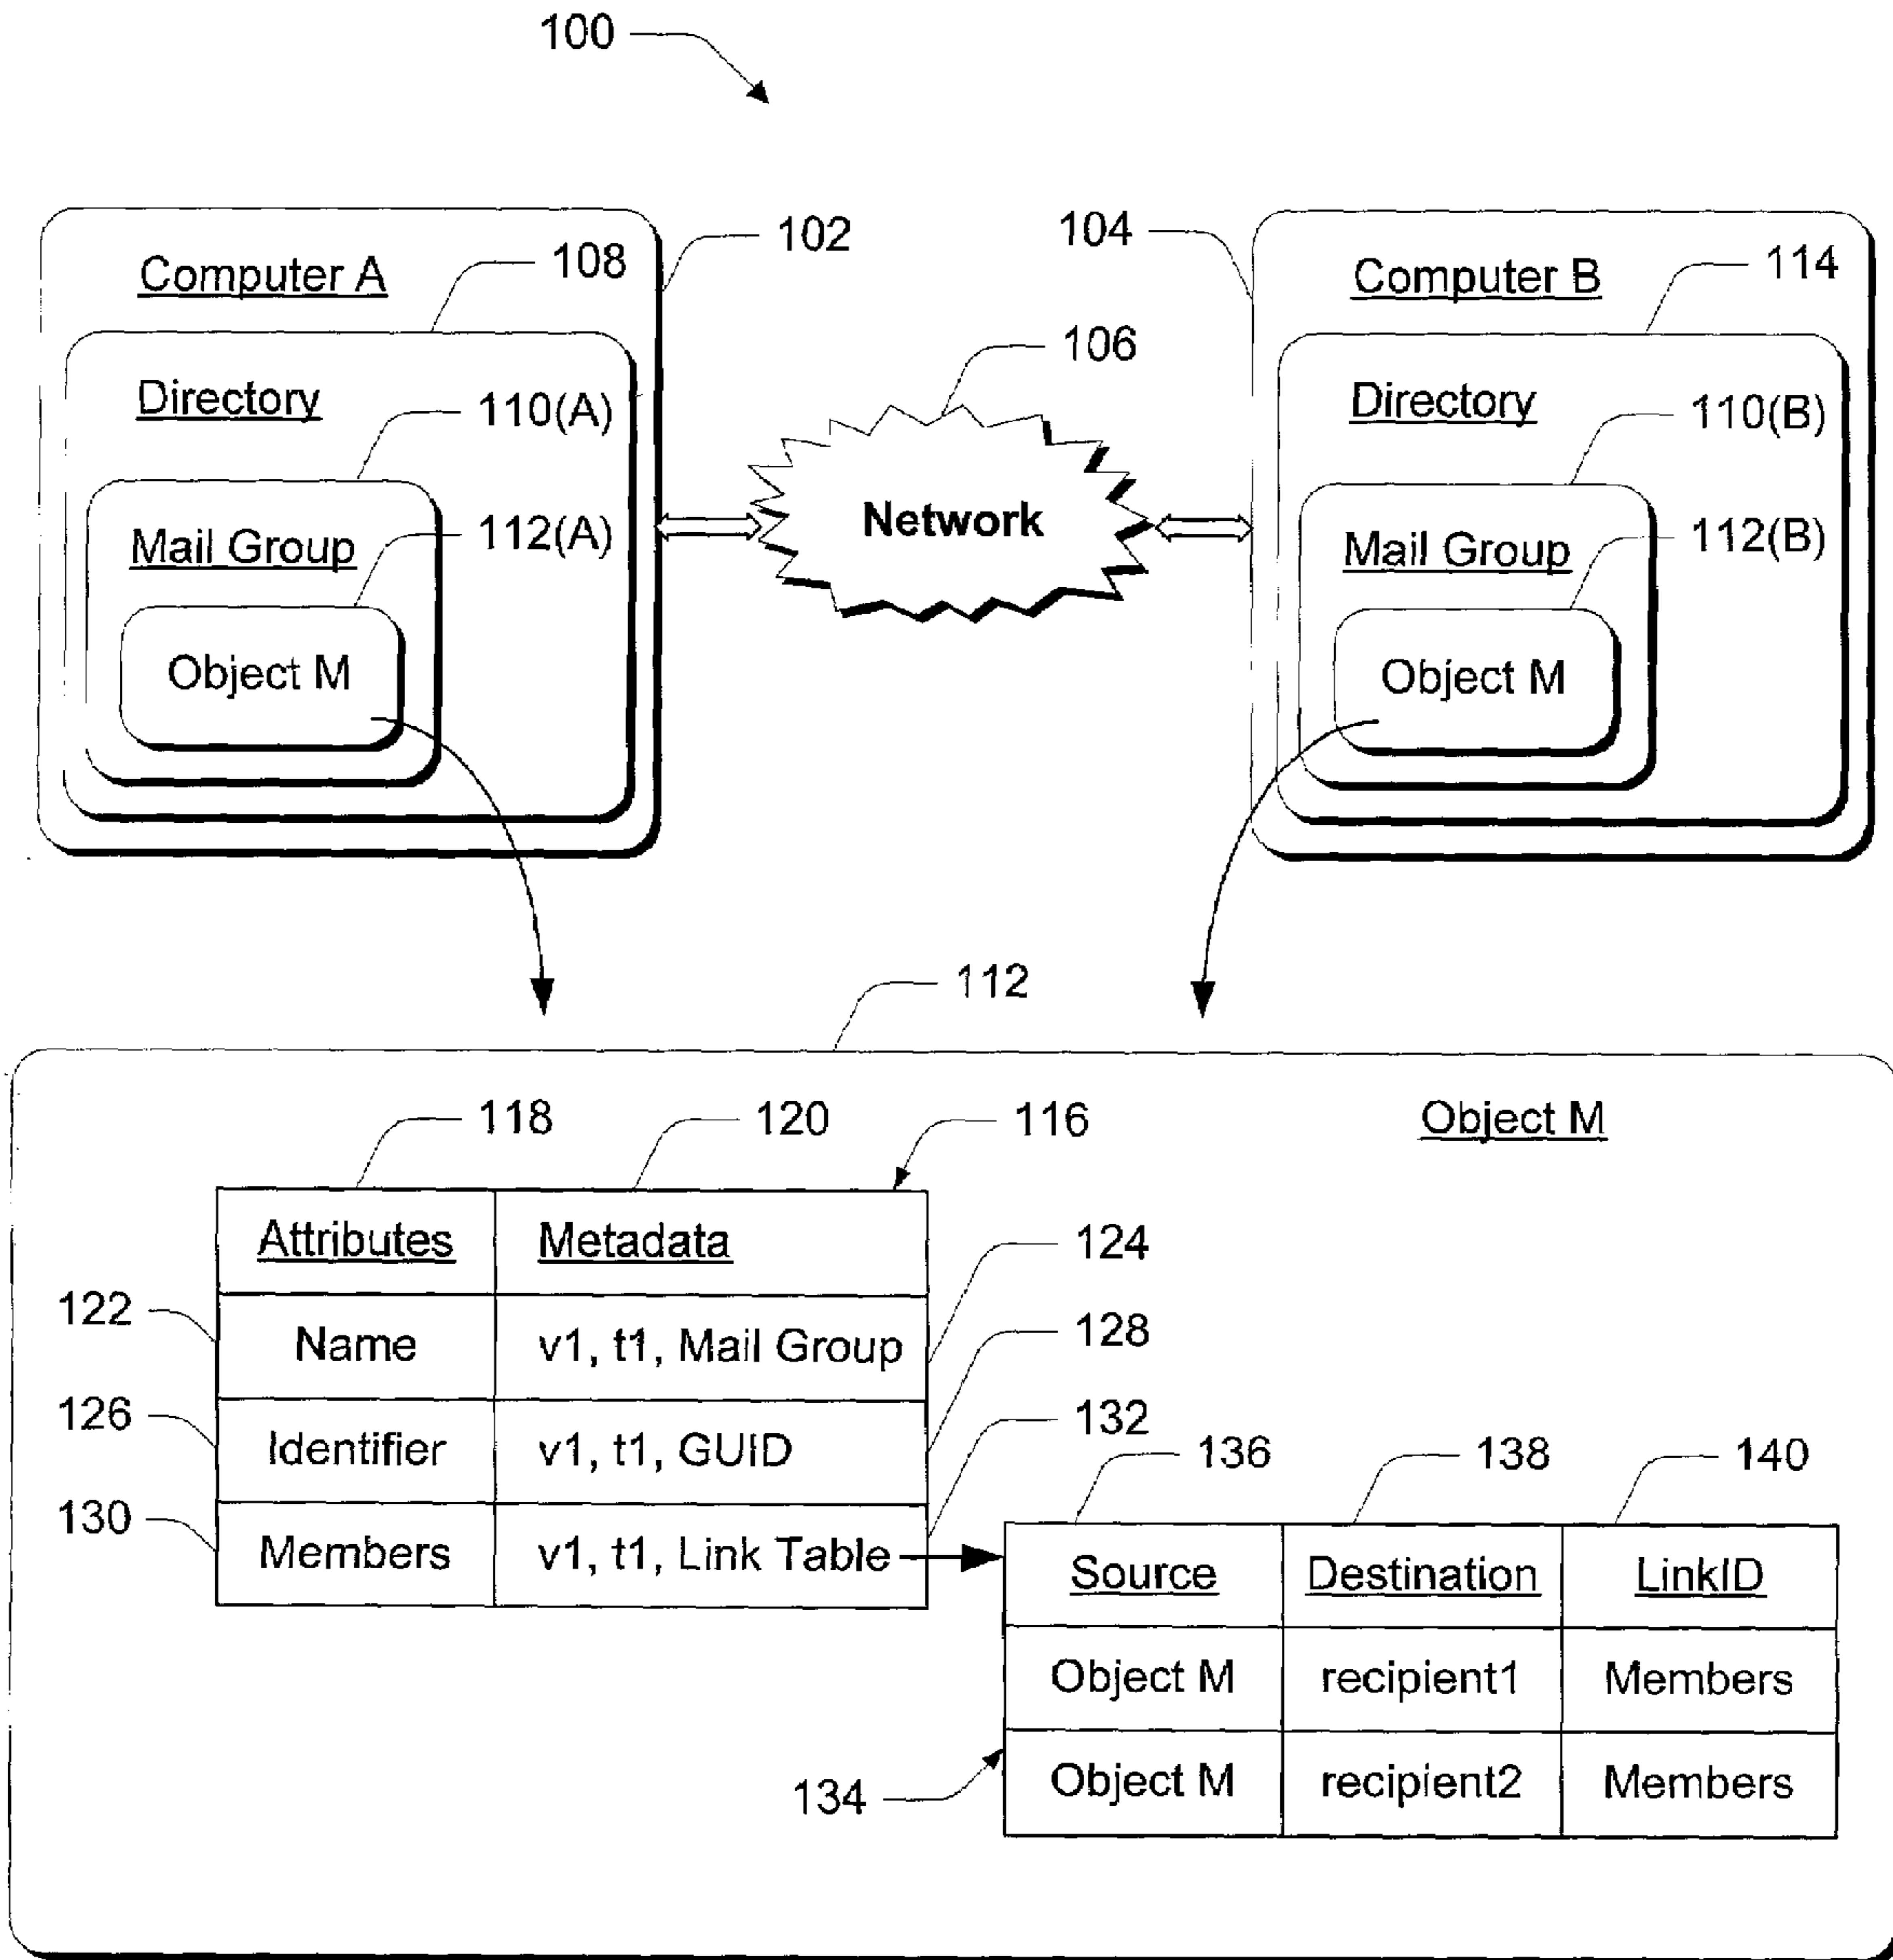 100
102
104
Computer A
108
Computer B
114
106
Directory
110(A)
Directory
110(B)
Network
Mail Group
112(A)
Mail Group
112(B)
Object M
Object M
112
118
120
116
Object M
Attributes
Metadata
124
122
Name
v1, t1, Mail Group
128
126
Identifier
v1, t1, GUID
132
136
138
140
130
Members
v1, t1, Link Table
Source
Destination
LinkID
Object M
recipient1
Members
134
Object M
recipient2
Members